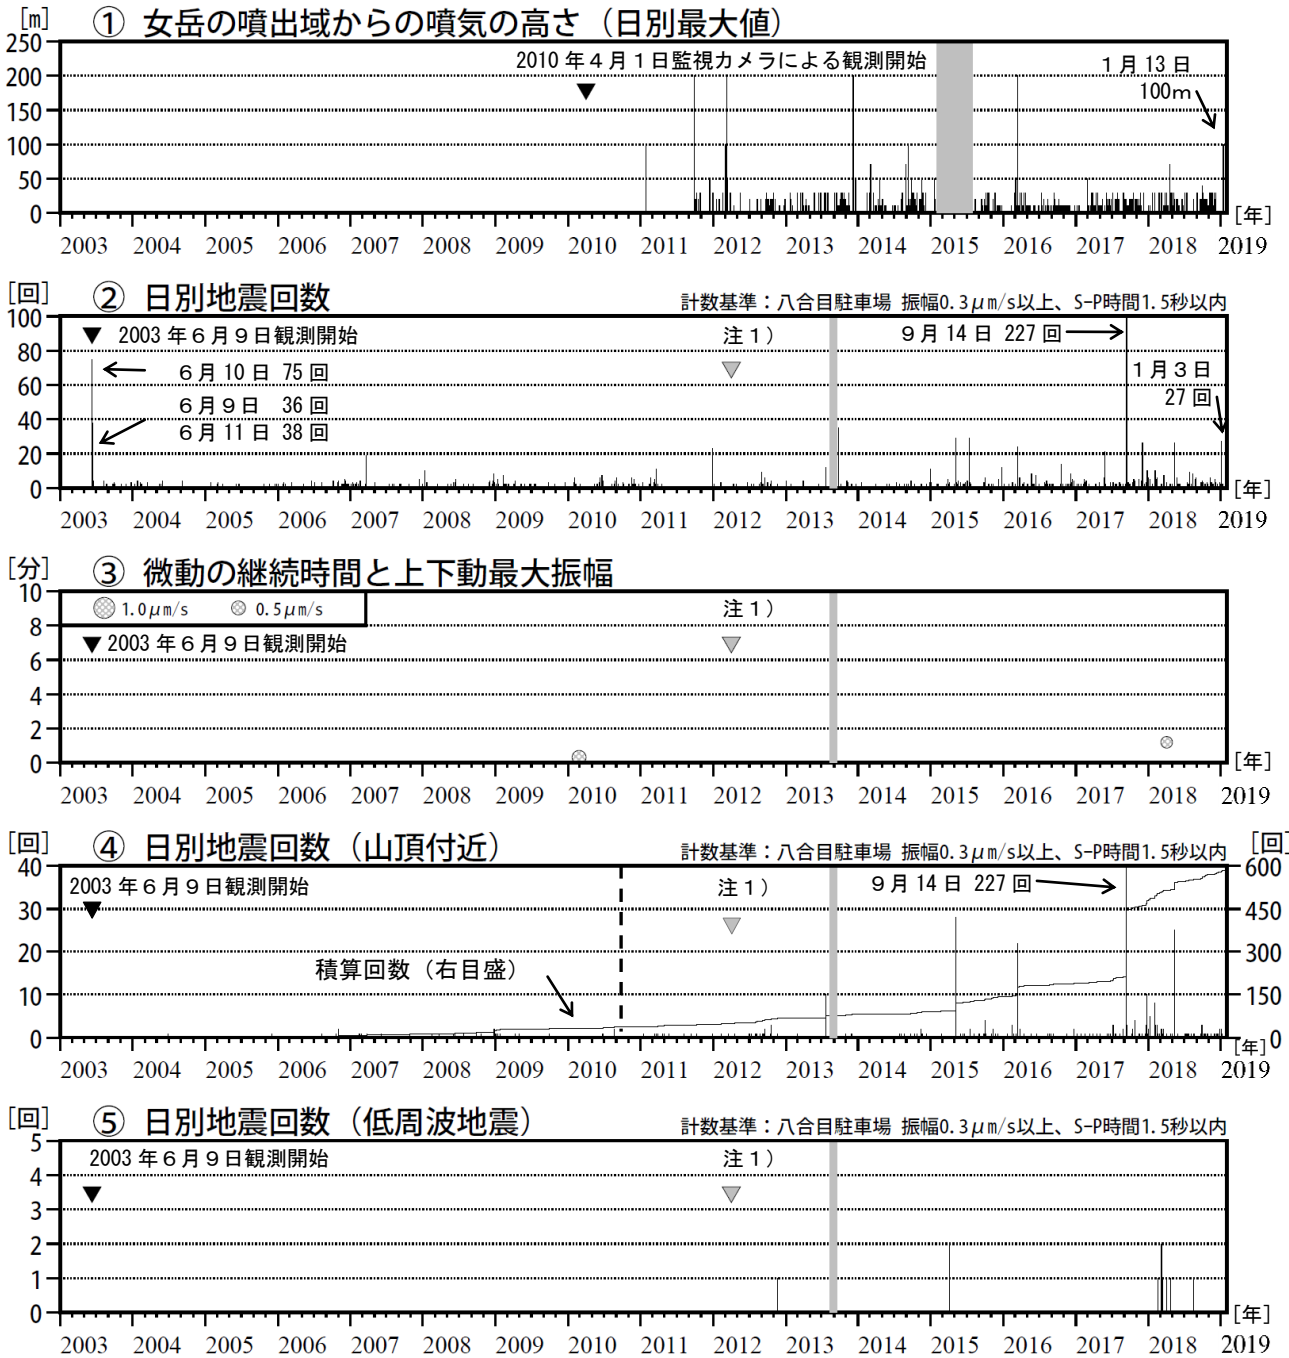 [m] ① 女岳の噴出域からの噴気の高さ（日別最大値）
250
2010年４月１日監視カメラによる観測開始
１月13日
200
100m
150
100
50
0
[年]
2003 2004 2005 2006 2007 2008 2009 2010 2011 2012 2013 2014 2015 2016 2017 2018 2019
[回] ② 日別地震回数
計数基準：八合目駐車場 振幅0.3μm/s以上、S-P時間1.5秒以内
100
2003年６月９日観測開始
注１）
９月14日 227回
80
６月10日 75回
１月３日
60
６月９日 36回
27回
40
６月11日 38回
20
0
[年]
2003 2004 2005 2006 2007 2008 2009 2010 2011 2012 2013 2014 2015 2016 2017 2018 2019
[分] ③ 微動の継続時間と上下動最大振幅
10
1.0μm/s 0.5μm/s
注１）
8
2003年６月９日観測開始
6
4
2
0
[年]
2003 2004 2005 2006 2007 2008 2009 2010 2011 2012 2013 2014 2015 2016 2017 2018 2019
[回] ④ 日別地震回数（山頂付近）
計数基準：八合目駐車場 振幅0.3μm/s以上、S-P時間1.5秒以内
[回]
40 600
2003年６月９日観測開始
注１）
９月14日 227回
30 450
20 300
積算回数（右目盛）
10 150
0 0
[年]
2003 2004 2005 2006 2007 2008 2009 2010 2011 2012 2013 2014 2015 2016 2017 2018 2019
[回] ⑤ 日別地震回数（低周波地震）
計数基準：八合目駐車場 振幅0.3μm/s以上、S-P時間1.5秒以内
5
2003年６月９日観測開始
注１）
4
3
2
1
0
[年]
2003 2004 2005 2006 2007 2008 2009 2010 2011 2012 2013 2014 2015 2016 2017 2018 2019